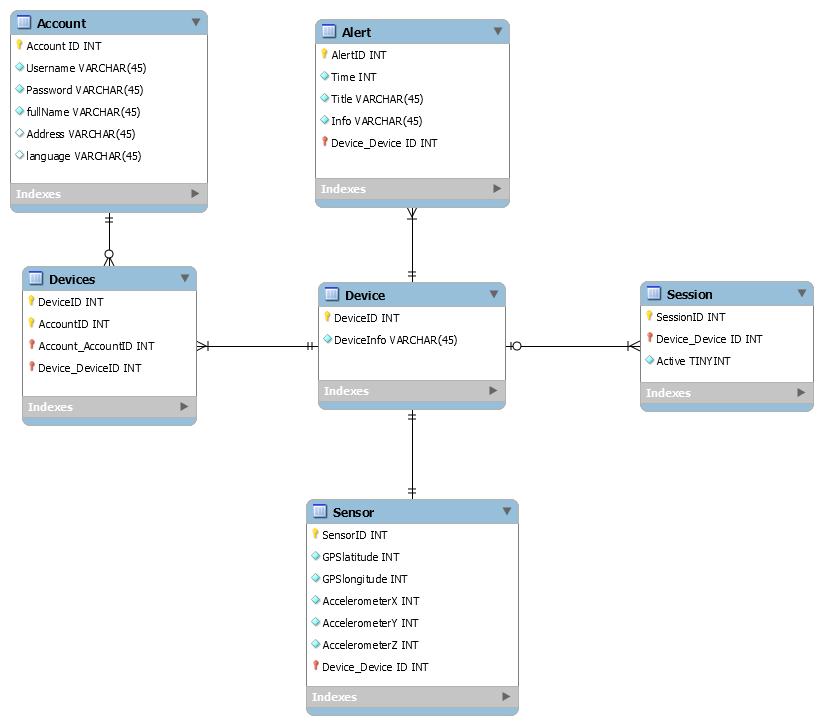 Account
Account ID INT
Username VARCHAR(45)
Password VARCHAR(45)
fullName VARCHAR(45)
Address VARCHAR(45)
language VARCHAR(45)
Indexes
Alert
AlertID INT
Time INT
Title VARCHAR(45)
Info VARCHAR(45)
Device_Device ID INT
Indexes
Devices
DeviceID INT
AccountID INT
Account_AccountID INT
Device_DeviceID INT
Indexes
Device
DeviceID INT
DeviceInfo VARCHAR(45)
Indexes
Session
SessionID INT
Device_Device ID INT
Active TINYINT
Indexes
Sensor
SensorID INT
GPSlatitude INT
GPSlongitude INT
AccelerometerX INT
AccelerometerY INT
AccelerometerZ INT
Device_Device ID INT
Indexes